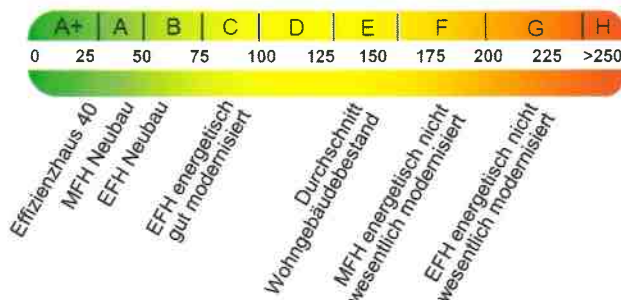 A+ A B C D E F G H
0 25 50 75 100 125 150 175 200 225 >250
Effizienzhaus 40
MFH Neubau
EFH Neubau
EFH energetisch
gut modernisiert
Durchschnitt
Wohngebäudebestand
MFH energetisch nicht
wesentlich modernisiert
EFH energetisch nicht
wesentlich modernisiert